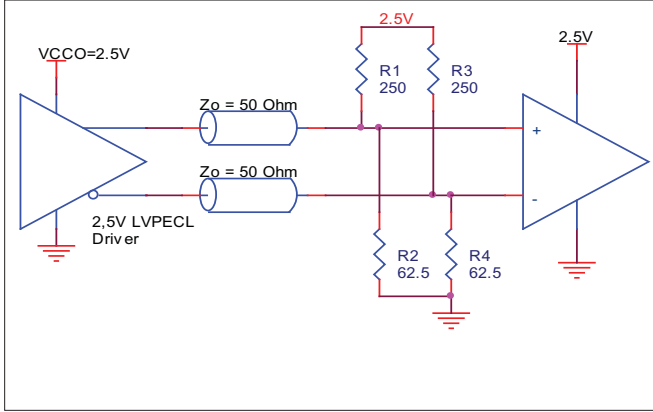 2.5V
VCCO=2.5V
2.5V
R1
250
R3
250
Zo = 50 Ohm
+
Zo = 50 Ohm
-
2,5V LVPECL
Driver
R2
62.5
R4
62.5